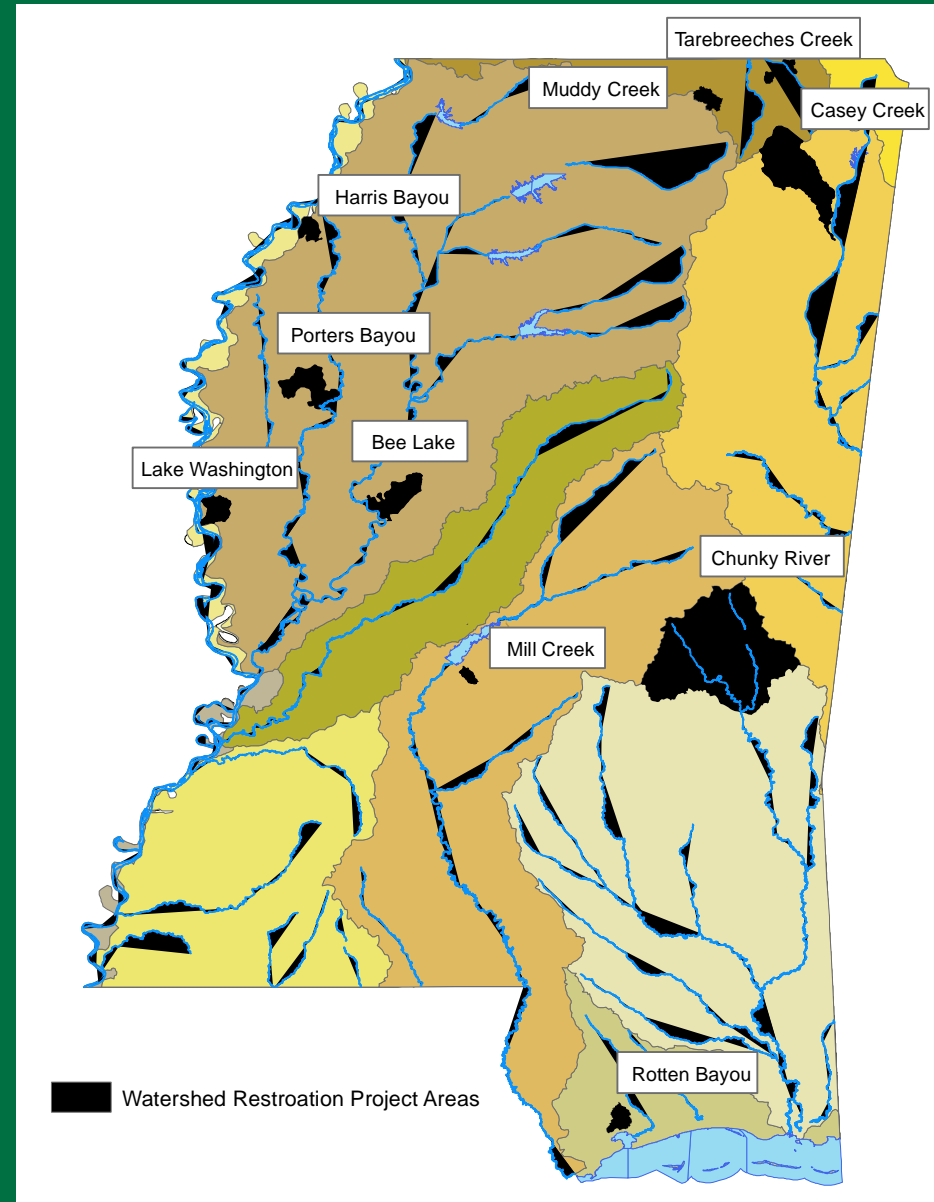 Tarebreeches Creek
Muddy Creek
Casey Creek
Harris Bayou
Porters Bayou
Bee Lake
Lake Washington
Chunky River
Mill Creek
Rotten Bayou
Watershed Restroation Project Areas